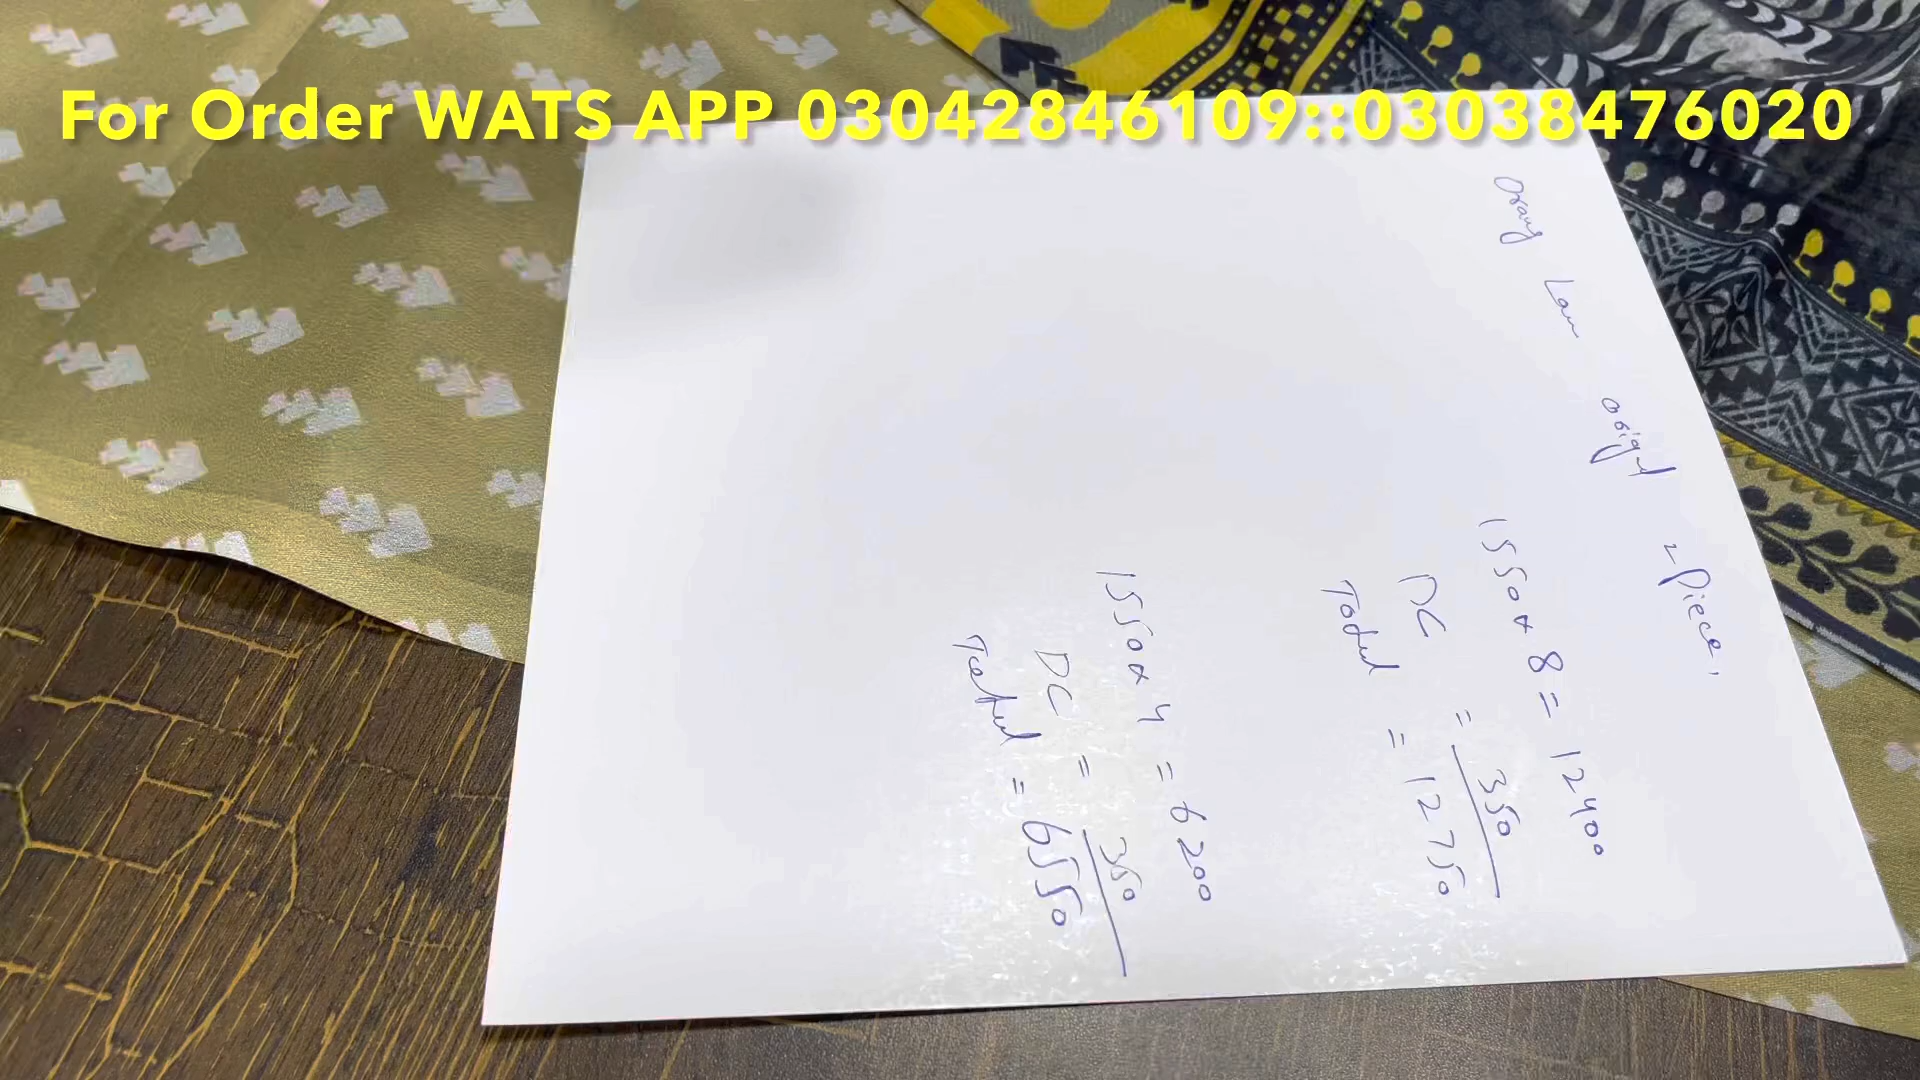 For Order WATS APP 03042846109::03038476020
Orang Lawn original 2 Piece,
1550 x 8 = 12400
DC = 350
Total = 12750
1550 x 4 = 6200
DC = 350
Total = 6550